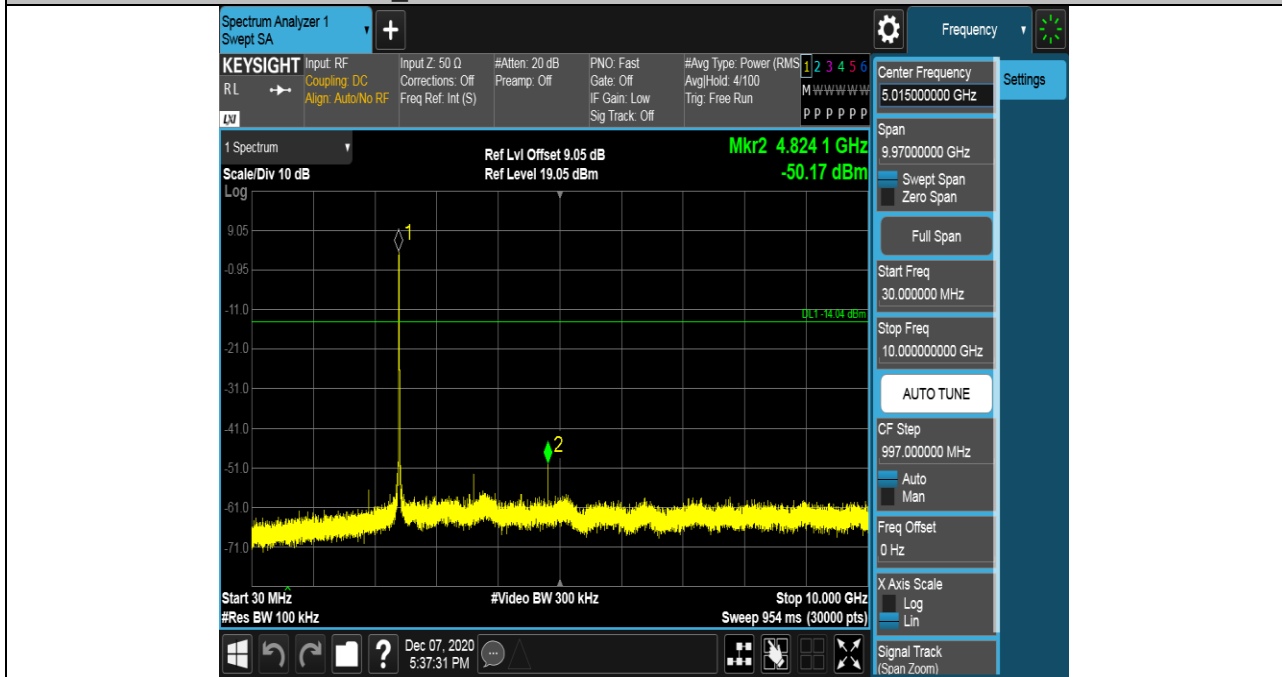 Spectrum Analyzer 1
Swept SA
+
Frequency
KEYSIGHT
RL
LXI
Input: RF
Coupling: DC
Align: Auto/No RF
Input Z: 50 Ω
Corrections: Off
Freq Ref: Int (S)
#Atten: 20 dB
Preamp: Off
PNO: Fast
Gate: Off
IF Gain: Low
Sig Track: Off
#Avg Type: Power (RMS
Avg|Hold: 4/100
Trig: Free Run
1 2 3 4 5 6
M W W W W W
P P P P P P
1 Spectrum
Scale/Div 10 dB
Log
Ref Lvl Offset 9.05 dB
Ref Level 19.05 dBm
Mkr2 4.824 1 GHz
-50.17 dBm
9.05
-0.95
-11.0
-21.0
-31.0
-41.0
-51.0
-61.0
-71.0
1
2
DL1 -14.04 dBm
Start 30 MHz
#Res BW 100 kHz
#Video BW 300 kHz
Stop 10.000 GHz
Sweep 954 ms (30000 pts)
?
Dec 07, 2020
5:37:31 PM
Center Frequency
5.015000000 GHz
Span
9.97000000 GHz
Swept Span
Zero Span
Full Span
Start Freq
30.000000 MHz
Stop Freq
10.000000000 GHz
AUTO TUNE
CF Step
997.000000 MHz
Auto
Man
Freq Offset
0 Hz
X Axis Scale
Log
Lin
Signal Track
(Span Zoom)
Settings